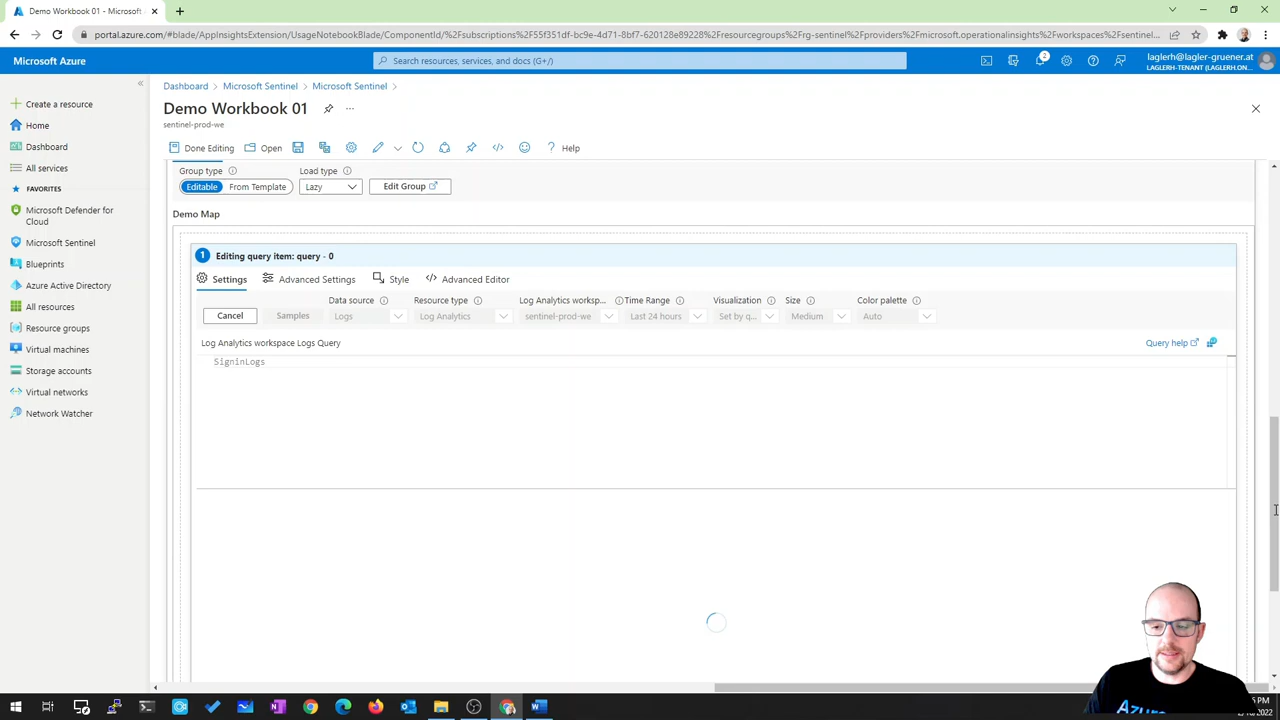 Demo Workbook 01 - Microsoft
portal.azure.com/#blade/AppInsightsExtension/UsageNotebookBlade/ComponentId/%2Fsubscriptions%2F55f351df-bc9e-4d71-8bf7-620128e89228%2Fresourcegroups%2Frg-sentinel%2Fproviders%2Fmicrosoft.operationalinsights%2Fworkspaces%2Fsentinel...
Microsoft Azure
Search resources, services, and docs (G+/)
2
laglerh@lagler-gruener.at
LAGLERH-TENANT (LAGLERH.ON...
Create a resource
Home
Dashboard
All services
FAVORITES
Microsoft Defender for
Cloud
Microsoft Sentinel
Blueprints
Azure Active Directory
All resources
Resource groups
Virtual machines
Storage accounts
Virtual networks
Network Watcher
Dashboard > Microsoft Sentinel > Microsoft Sentinel >
Demo Workbook 01
sentinel-prod-we
Done Editing Open Help
Group type Load type
Editable From Template Lazy Edit Group
Demo Map
1 Editing query item: query - 0
Settings Advanced Settings Style Advanced Editor
Data source Resource type Log Analytics worksp... Time Range Visualization Size Color palette
Cancel Samples Logs Log Analytics sentinel-prod-we Last 24 hours Set by q... Medium Auto
Log Analytics workspace Logs Query Query help
SigninLogs
Azure